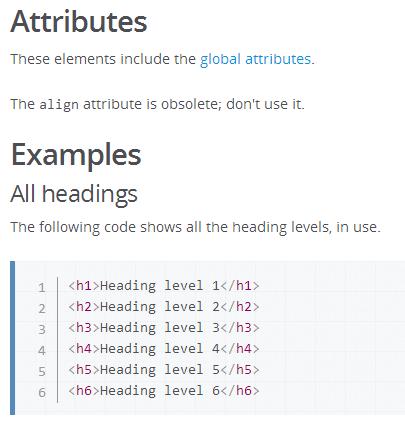 Attributes
These elements include the global attributes.
The align attribute is obsolete; don't use it.
Examples
All headings
The following code shows all the heading levels, in use.
1 <h1>Heading level 1</h1>
2 <h2>Heading level 2</h2>
3 <h3>Heading level 3</h3>
4 <h4>Heading level 4</h4>
5 <h5>Heading level 5</h5>
6 <h6>Heading level 6</h6>